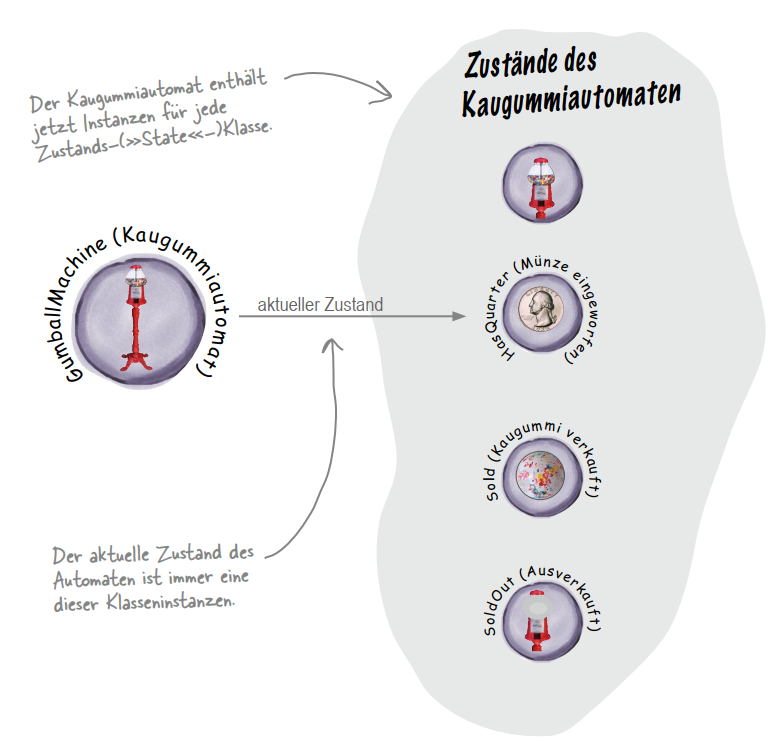 Zustände des
Kaugummiautomaten
Der Kaugummiautomat enthält
jetzt Instanzen für jede
Zustands-(>>State<<-)Klasse.
GumballMachine (Kaugummiautomat)
aktueller Zustand
HasQuarter (Münze eingeworfen)
Sold (Kaugummi verkauft)
Der aktuelle Zustand des
Automaten ist immer eine
dieser Klasseninstanzen.
SoldOut (Ausverkauft)